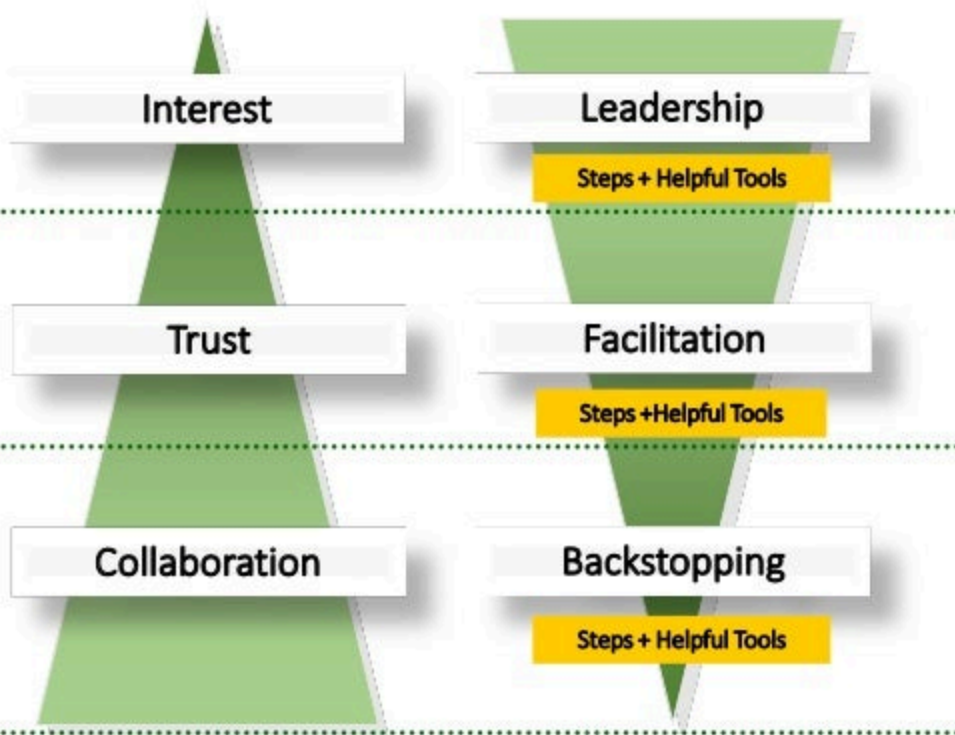 Interest
Leadership
Steps + Helpful Tools
Trust
Facilitation
Steps +Helpful Tools
Collaboration
Backstopping
Steps + Helpful Tools